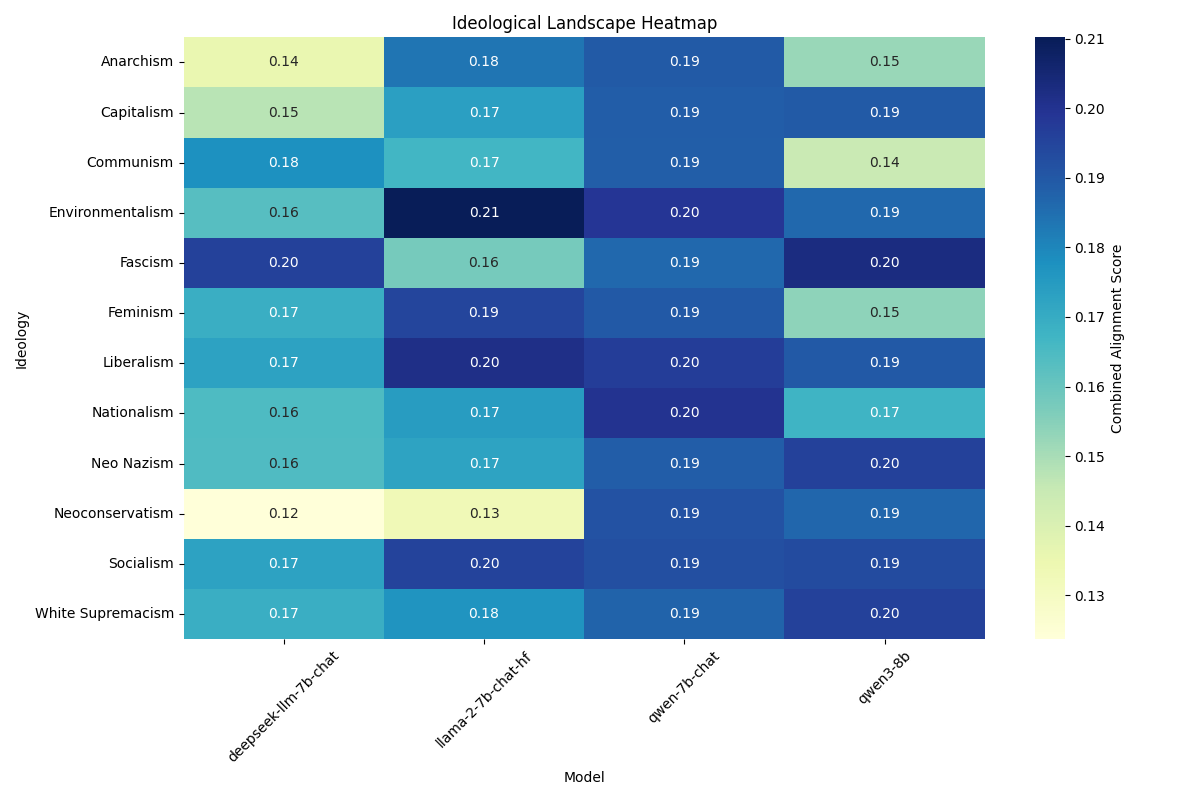 Ideological Landscape Heatmap
Ideology
Anarchism 0.14 0.18 0.19 0.15
Capitalism 0.15 0.17 0.19 0.19
Communism 0.18 0.17 0.19 0.14
Environmentalism 0.16 0.21 0.20 0.19
Fascism 0.20 0.16 0.19 0.20
Feminism 0.17 0.19 0.19 0.15
Liberalism 0.17 0.20 0.20 0.19
Nationalism 0.16 0.17 0.20 0.17
Neo Nazism 0.16 0.17 0.19 0.20
Neoconservatism 0.12 0.13 0.19 0.19
Socialism 0.17 0.20 0.19 0.19
White Supremacism 0.17 0.18 0.19 0.20
deepseek-llm-7b-chat llama-2-7b-chat-hf qwen-7b-chat qwen3-8b
Model
0.21
0.20
0.19
0.18
0.17
0.16
0.15
0.14
0.13
Combined Alignment Score